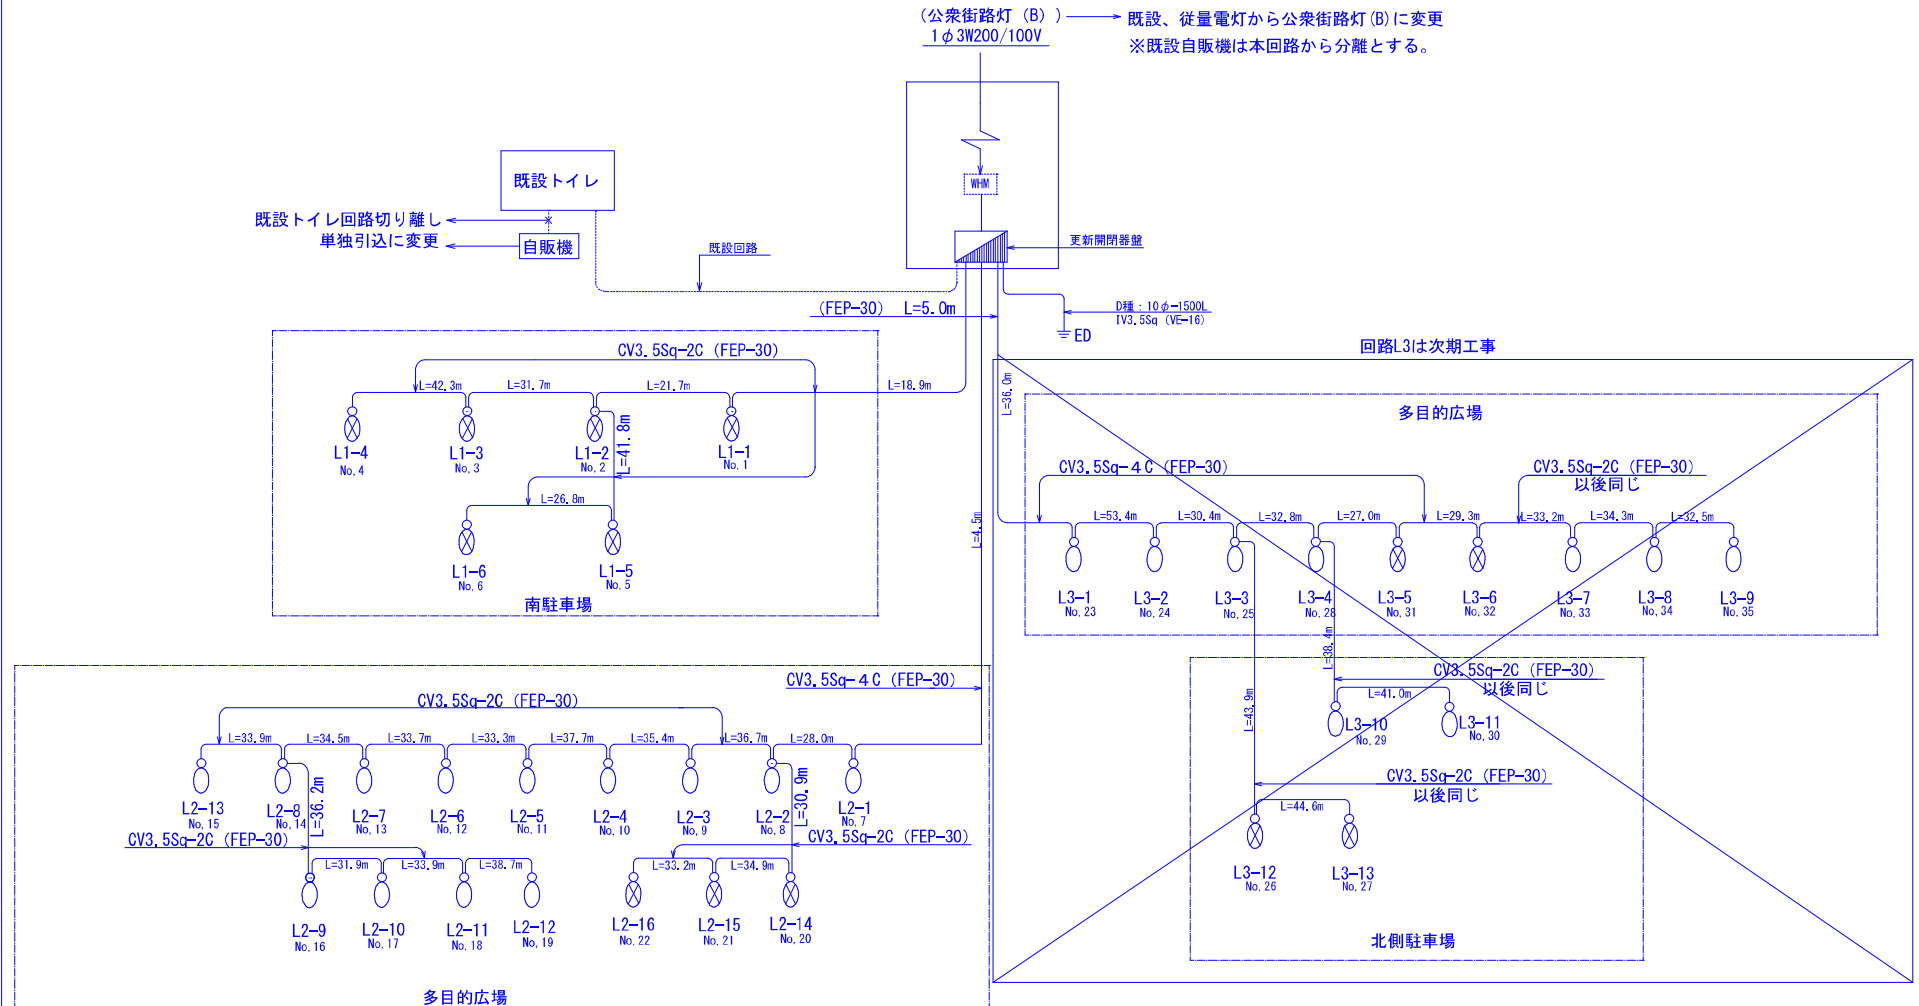 (公衆街路灯 (B) )
1φ3W200/100V
既設、従量電灯から公衆街路灯(B)に変更
※既設自販機は本回路から分離とする。
WHM
更新開閉器盤
既設トイレ
既設トイレ回路切り離し
単独引込に変更
自販機
既設回路
(FEP-30) L=5.0m
D種：10φ-1500L
IV3.5Sq (VE-16)
ED
CV3.5Sq-2C (FEP-30)
L=42.3m
L=31.7m
L=21.7m
L=18.9m
L1-4
No,4
L1-3
No,3
L1-2
No,2
L=41.8m
L1-1
No,1
L=26.8m
L1-6
No,6
L1-5
No,5
南駐車場
L=4.5m
回路L3は次期工事
L=36.0m
多目的広場
CV3.5Sq-4C (FEP-30)
CV3.5Sq-2C (FEP-30)
以後同じ
L=53.4m
L=30.4m
L=32.8m
L=27.0m
L=29.3m
L=33.2m
L=34.3m
L=32.5m
L3-1
No,23
L3-2
No,24
L3-3
No,25
L3-4
No,28
L3-5
No,31
L3-6
No,32
L3-7
No,33
L3-8
No,34
L3-9
No,35
L=38.4m
L=43.9m
CV3.5Sq-2C (FEP-30)
以後同じ
L=41.0m
L3-10
No,29
L3-11
No,30
CV3.5Sq-2C (FEP-30)
以後同じ
L=44.6m
L3-12
No,26
L3-13
No,27
北側駐車場
CV3.5Sq-4C (FEP-30)
CV3.5Sq-2C (FEP-30)
L=33.9m
L=34.5m
L=33.7m
L=33.3m
L=37.7m
L=35.4m
L=36.7m
L=28.0m
L2-13
No,15
L2-8
No,14
L=36.2m
L2-7
No,13
L2-6
No,12
L2-5
No,11
L2-4
No,10
L2-3
No,9
L2-2
No,8
L=30.9m
L2-1
No,7
CV3.5Sq-2C (FEP-30)
CV3.5Sq-2C (FEP-30)
L=31.9m
L=33.9m
L=38.7m
L=33.2m
L=34.9m
L2-9
No,16
L2-10
No,17
L2-11
No,18
L2-12
No,19
L2-16
No,22
L2-15
No,21
L2-14
No,20
多目的広場